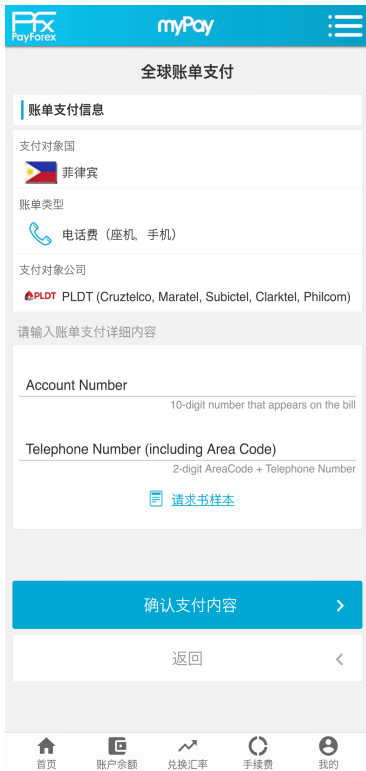 Pfx
PayForex
myPay
全球账单支付
账单支付信息
支付对象国
菲律宾
账单类型
电话费（座机，手机）
支付对象公司
PLDT PLDT (Cruztelco, Maratel, Subictel, Clarktel, Philcom)
请输入账单支付详细内容
Account Number
10-digit number that appears on the bill
Telephone Number (including Area Code)
2-digit AreaCode + Telephone Number
请求书样本
确认支付内容
返回
首页 账户余额 兑换汇率 手续费 我的